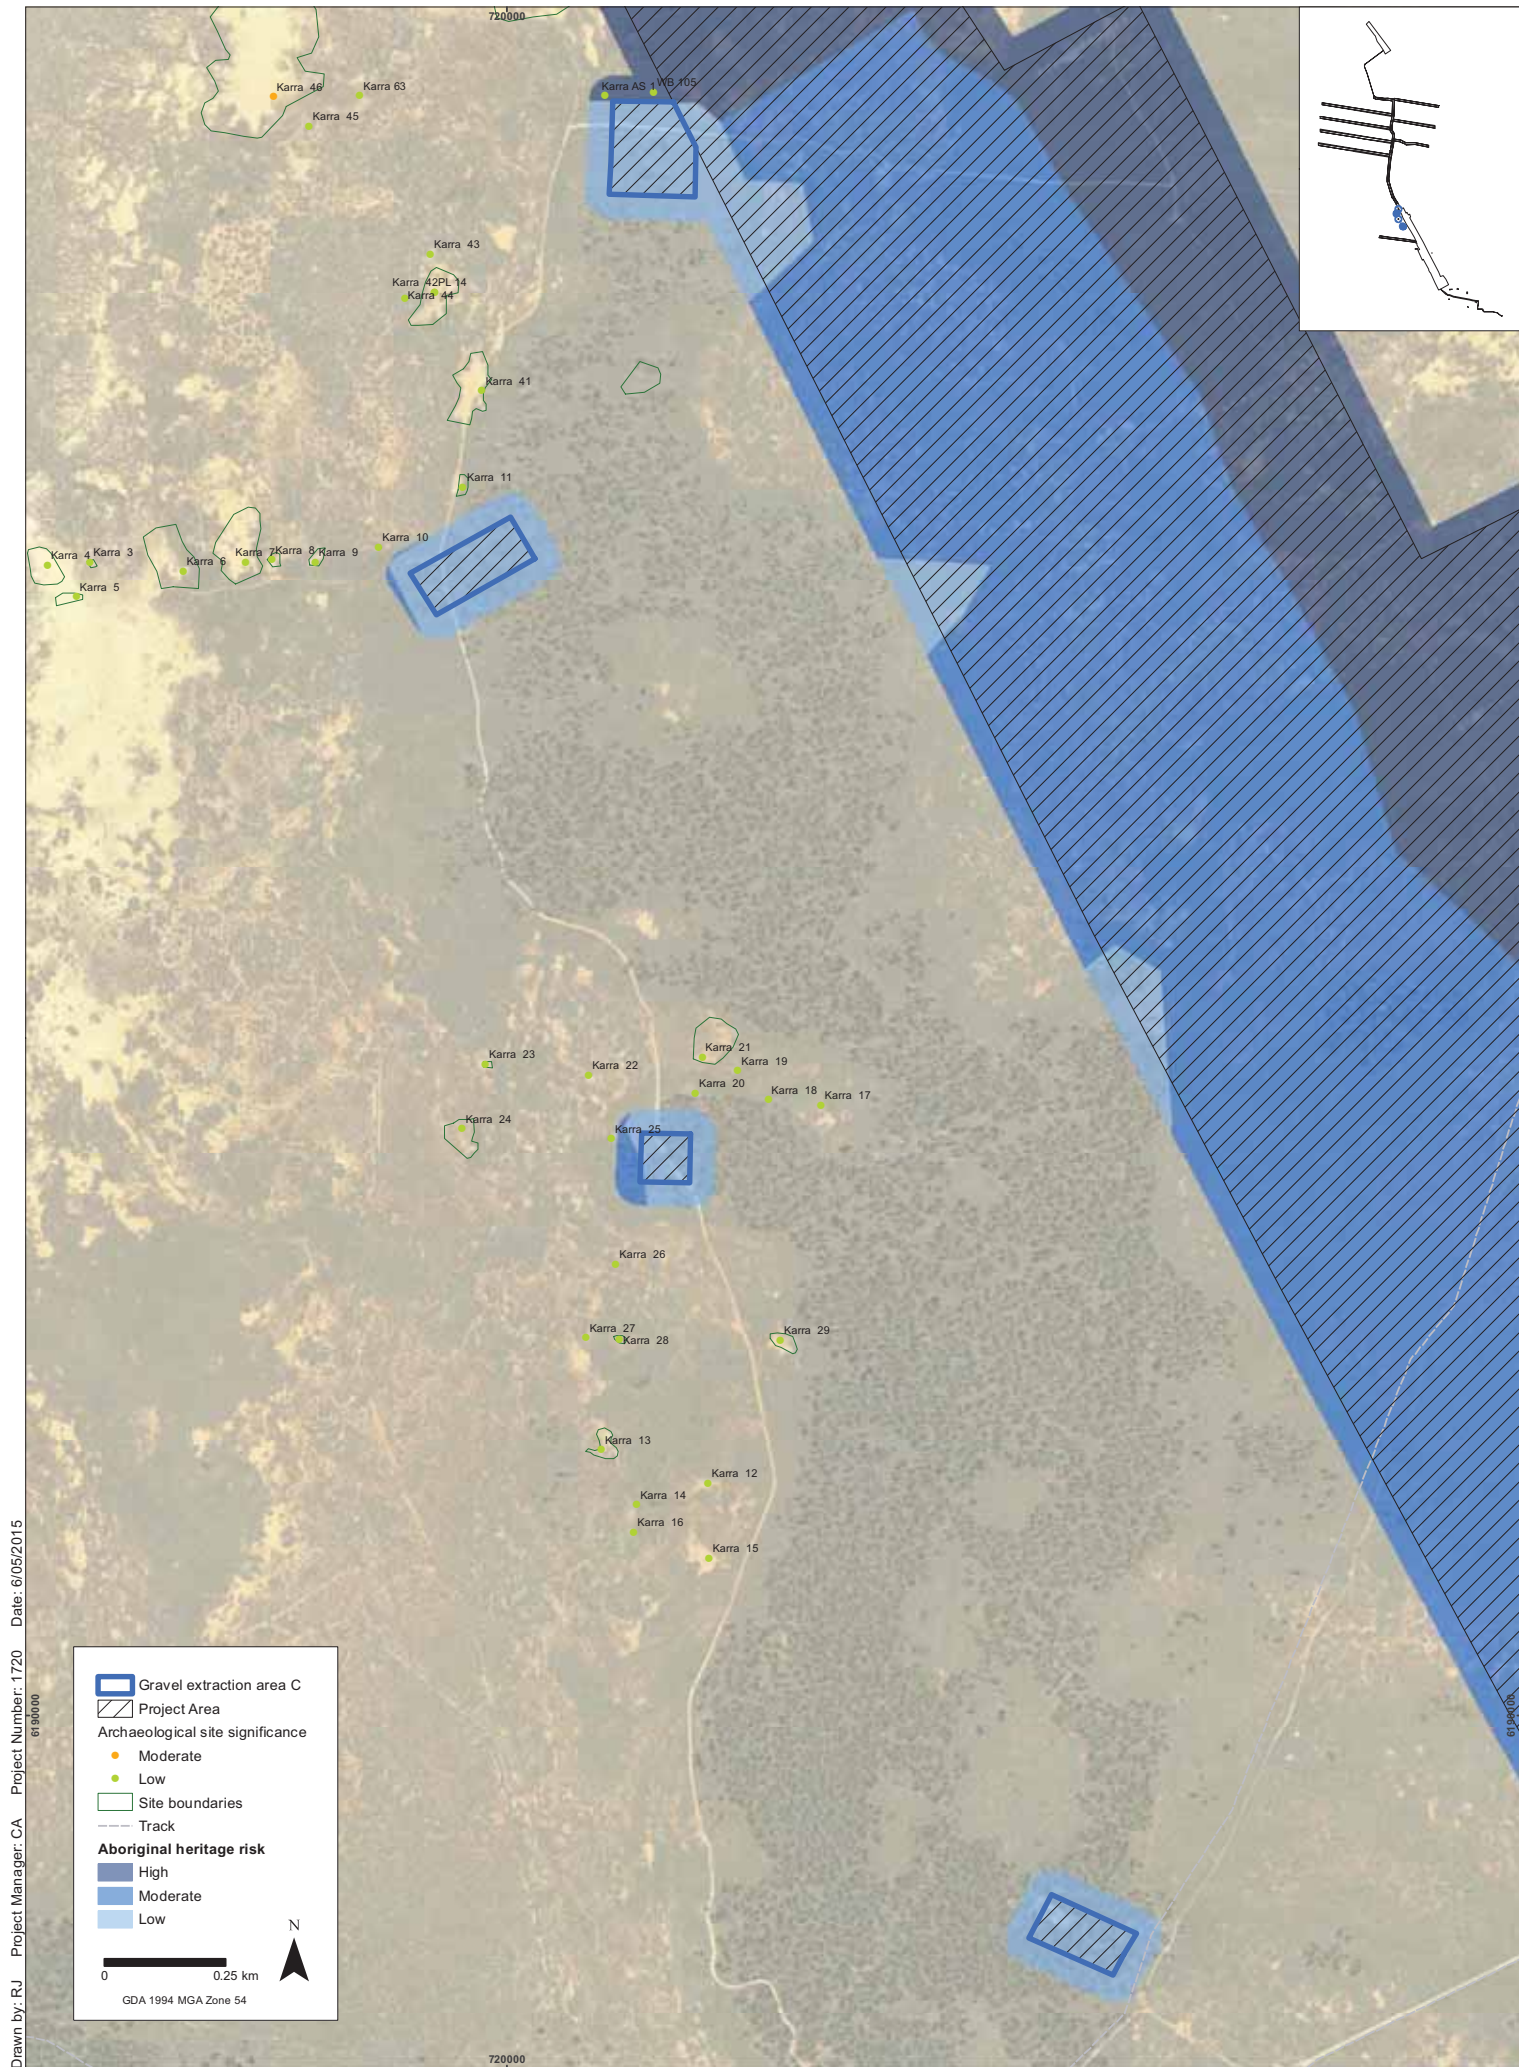 720000
Karra 46
Karra 63
Karra AS 1
WB 105
Karra 45
Karra 43
Karra 42
PL 14
Karra 44
Karra 41
Karra 11
Karra 10
Karra 4
Karra 3
Karra 6
Karra 7
Karra 8
Karra 9
Karra 5
Karra 21
Karra 23
Karra 22
Karra 19
Karra 20
Karra 18
Karra 17
Karra 24
Karra 25
Karra 26
Karra 27
Karra 28
Karra 29
Karra 13
Karra 12
Karra 14
Karra 16
Karra 15
Gravel extraction area C
Project Area
Archaeological site significance
Moderate
Low
Site boundaries
Track
Aboriginal heritage risk
High
Moderate
Low
N
0 0.25 km
GDA 1994 MGA Zone 54
6190000
6190000
720000
Drawn by: RJ Project Manager: CA Project Number: 1720 Date: 6/05/2015